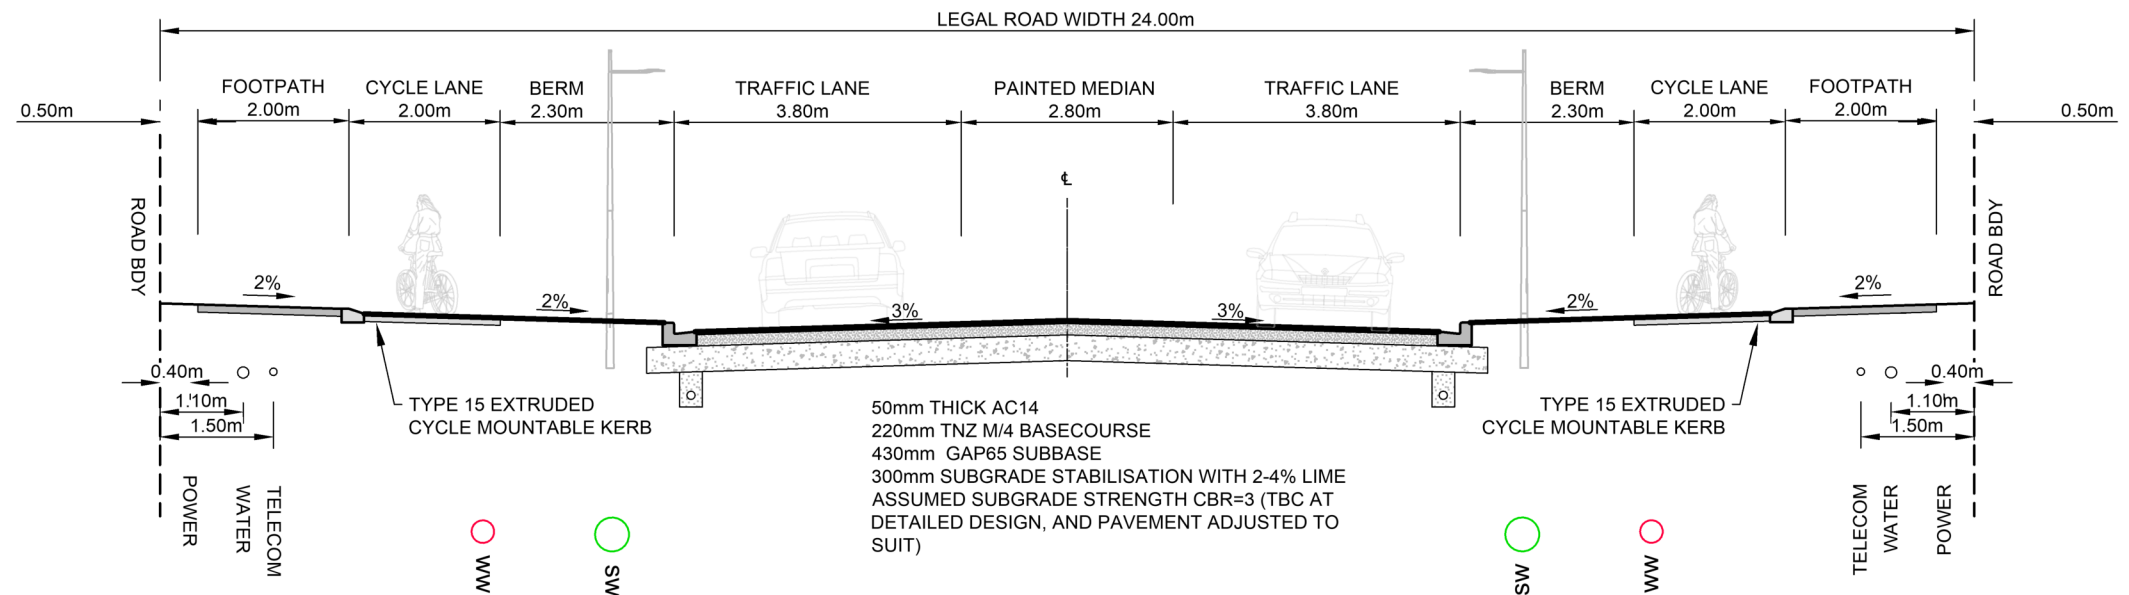 LEGAL ROAD WIDTH 24.00m
FOOTPATH CYCLE LANE BERM TRAFFIC LANE PAINTED MEDIAN TRAFFIC LANE BERM CYCLE LANE FOOTPATH
0.50m 2.00m 2.00m 2.30m 3.80m 2.80m 3.80m 2.30m 2.00m 2.00m 0.50m
℄
ROAD BDY
ROAD BDY
2% 2% 3% 3% 2% 2%
0.40m
1.10m
1.50m
TYPE 15 EXTRUDED
CYCLE MOUNTABLE KERB
50mm THICK AC14
220mm TNZ M/4 BASECOURSE
430mm GAP65 SUBBASE
300mm SUBGRADE STABILISATION WITH 2-4% LIME
ASSUMED SUBGRADE STRENGTH CBR=3 (TBC AT
DETAILED DESIGN, AND PAVEMENT ADJUSTED TO
SUIT)
TYPE 15 EXTRUDED
CYCLE MOUNTABLE KERB
0.40m
1.10m
1.50m
POWER
WATER
TELECOM
WW
SW
SW
WW
TELECOM
WATER
POWER